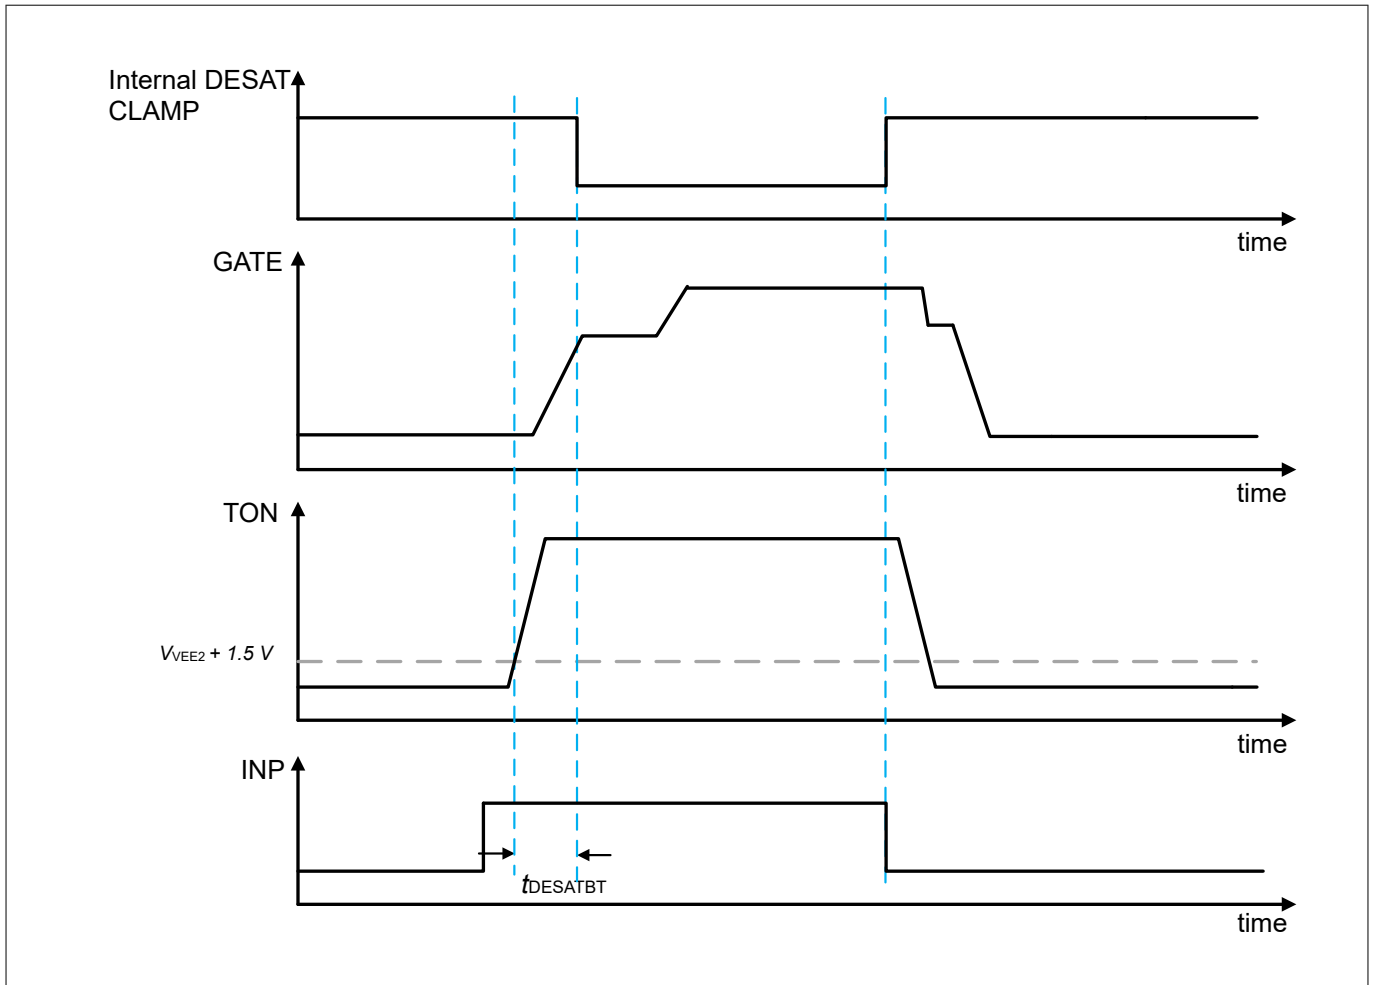 Internal DESAT
CLAMP
time
GATE
time
TON
VVEE2 + 1.5 V
time
INP
tDESATBT
time